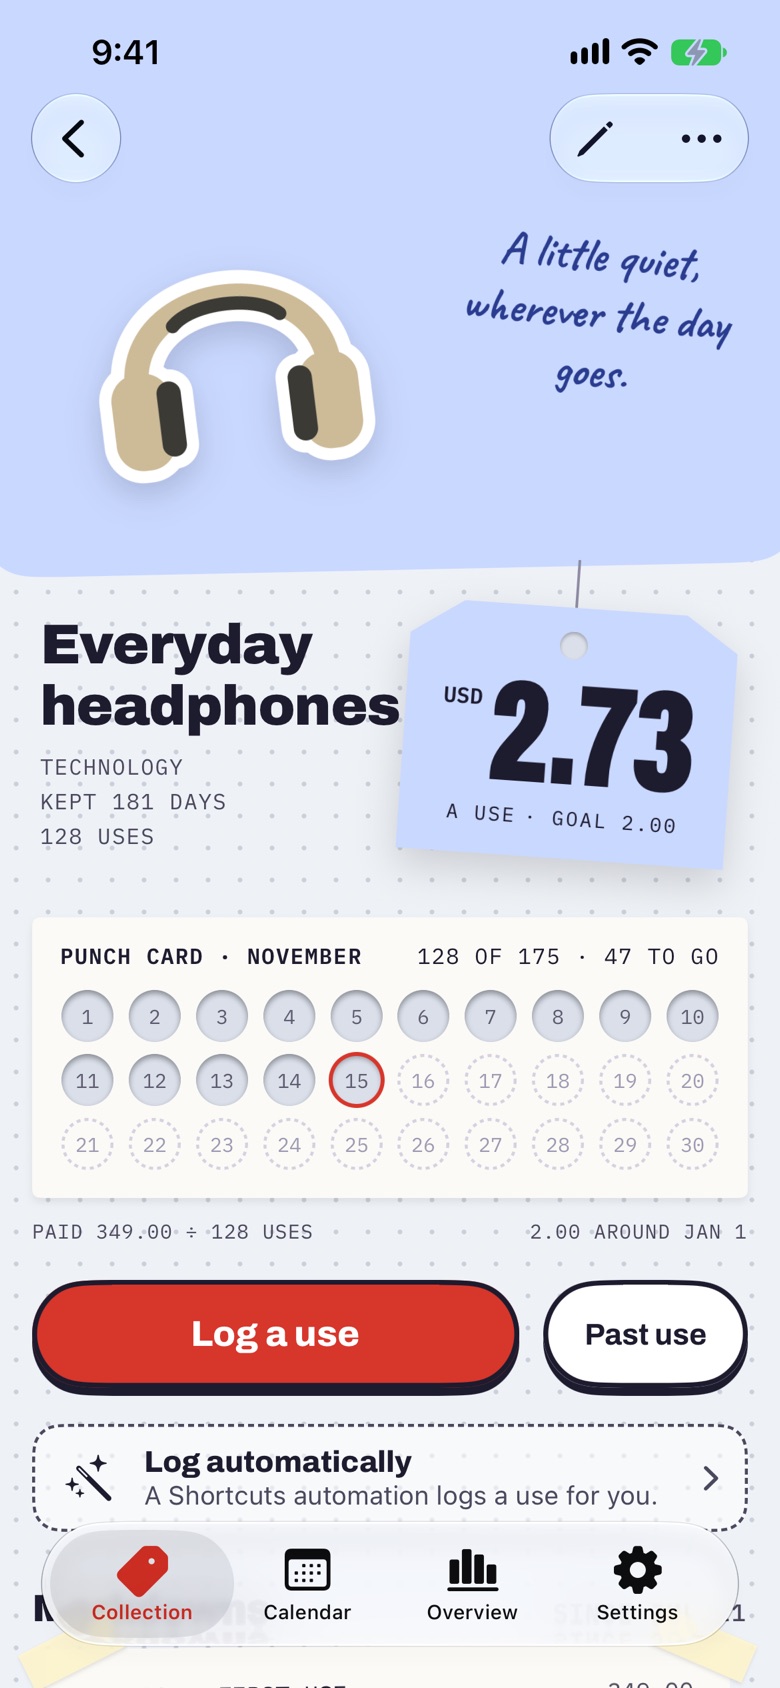 9:41
A little quiet,
wherever the day
goes.
Everyday
headphones
TECHNOLOGY
KEPT 181 DAYS
128 USES
USD 2.73
A USE · GOAL 2.00
PUNCH CARD · NOVEMBER 128 OF 175 · 47 TO GO
1 2 3 4 5 6 7 8 9 10
11 12 13 14 15 16 17 18 19 20
21 22 23 24 25 26 27 28 29 30
PAID 349.00 ÷ 128 USES 2.00 AROUND JAN 1
Log a use Past use
Log automatically
A Shortcuts automation logs a use for you.
Collection Calendar Overview Settings
FIRST USE 349.00